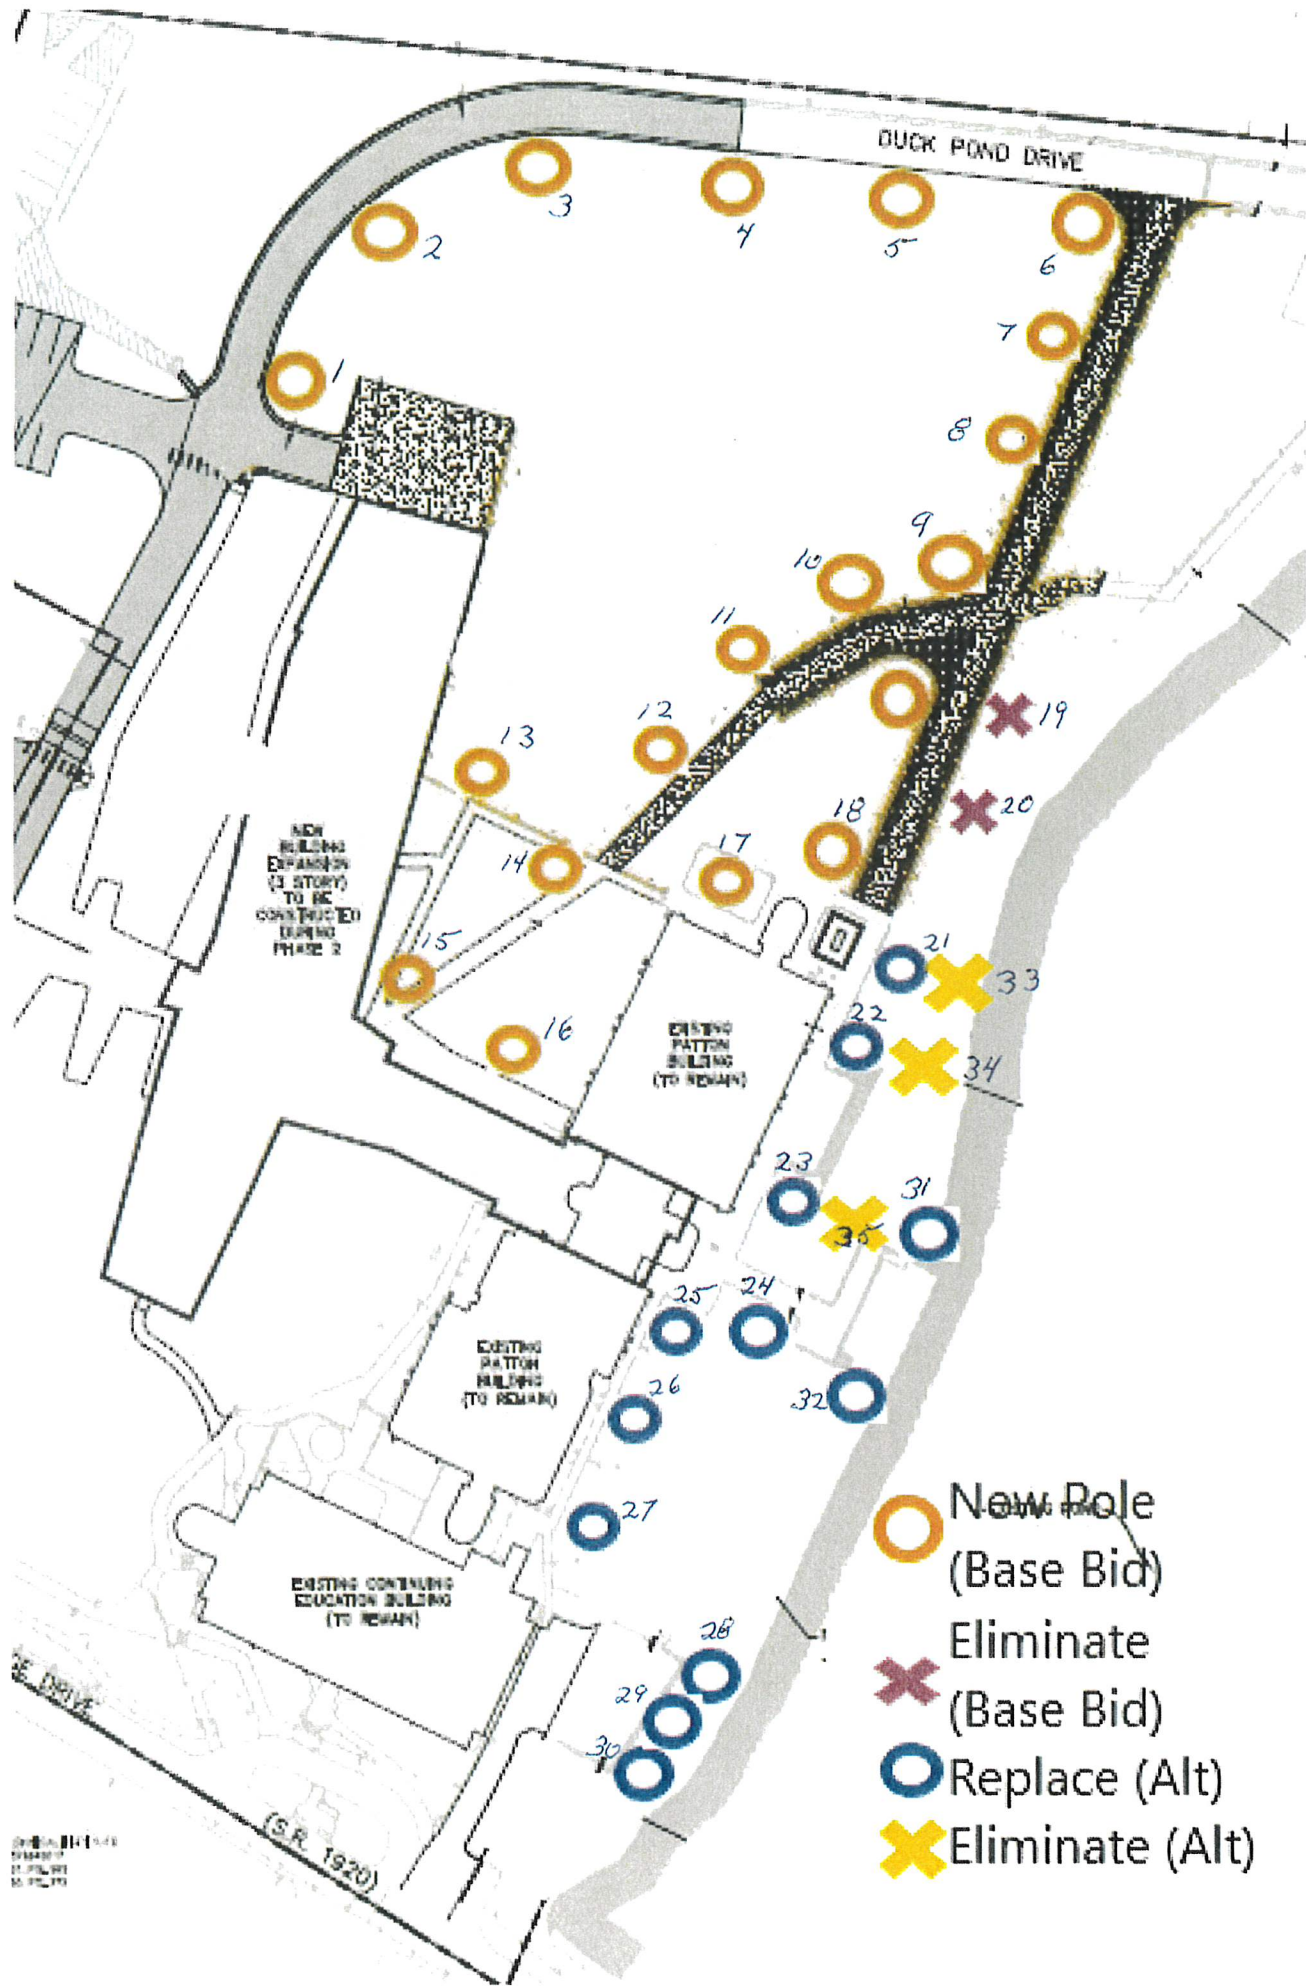 DUCK POND DRIVE
3
4
5
2
6
7
1
8
9
10
11
19
12
13
20
18
17
14
NEW
BUILDING
EXPANSION
(3 STORY)
TO BE
CONSTRUCTED
DURING
PHASE 2
15
21
33
22
16
EXISTING
PATTON
BUILDING
(TO REMAIN)
34
23
31
35
25
24
EXISTING
PATTON
BUILDING
(TO REMAIN)
26
32
27
New Pole
(Base Bid)
EXISTING CONTINUING
EDUCATION BUILDING
(TO REMAIN)
Eliminate
(Base Bid)
28
29
30
Replace (Alt)
Eliminate (Alt)
DRIVE
(S.R. 1920)